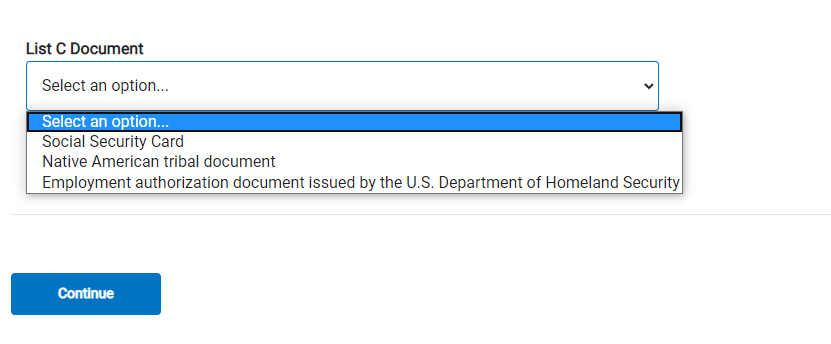 List C Document
Select an option...
Select an option...
Social Security Card
Native American tribal document
Employment authorization document issued by the U.S. Department of Homeland Security
Continue